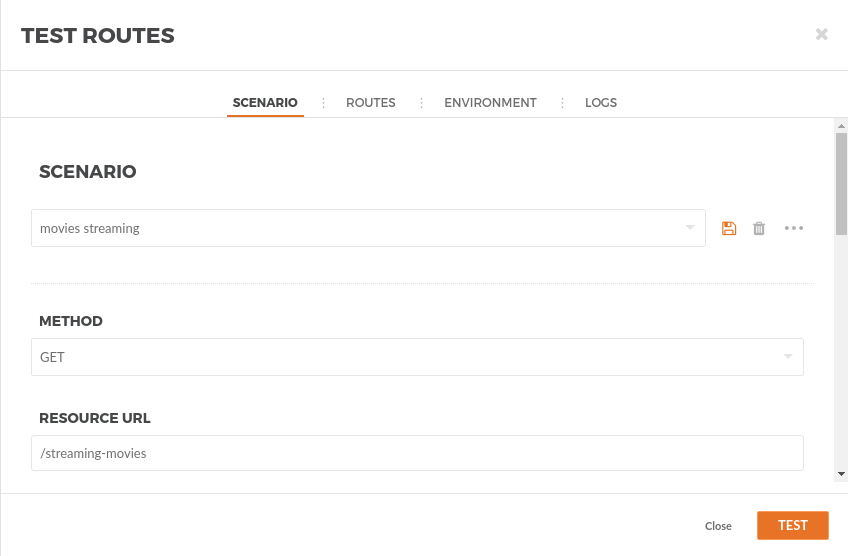 TEST ROUTES
SCENARIO ROUTES ENVIRONMENT LOGS
SCENARIO
movies streaming
METHOD
GET
RESOURCE URL
/streaming-movies
Close TEST